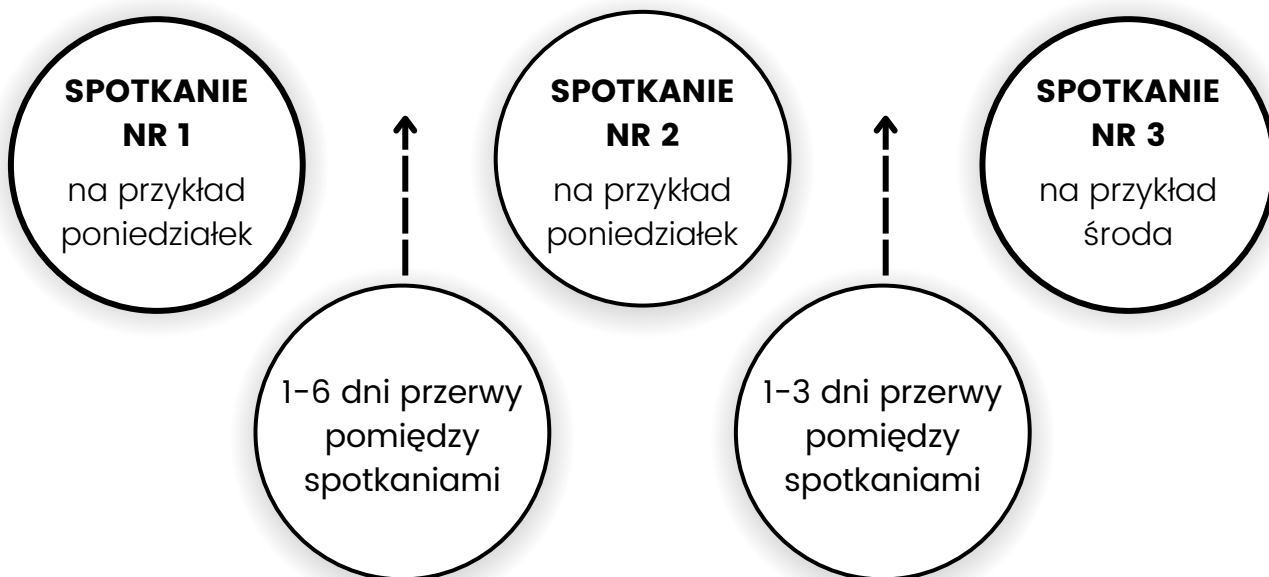 SPOTKANIE
NR 1
na przykład
poniedziałek
SPOTKANIE
NR 2
na przykład
poniedziałek
SPOTKANIE
NR 3
na przykład
środa
1-6 dni przerwy
pomiędzy
spotkaniami
1-3 dni przerwy
pomiędzy
spotkaniami